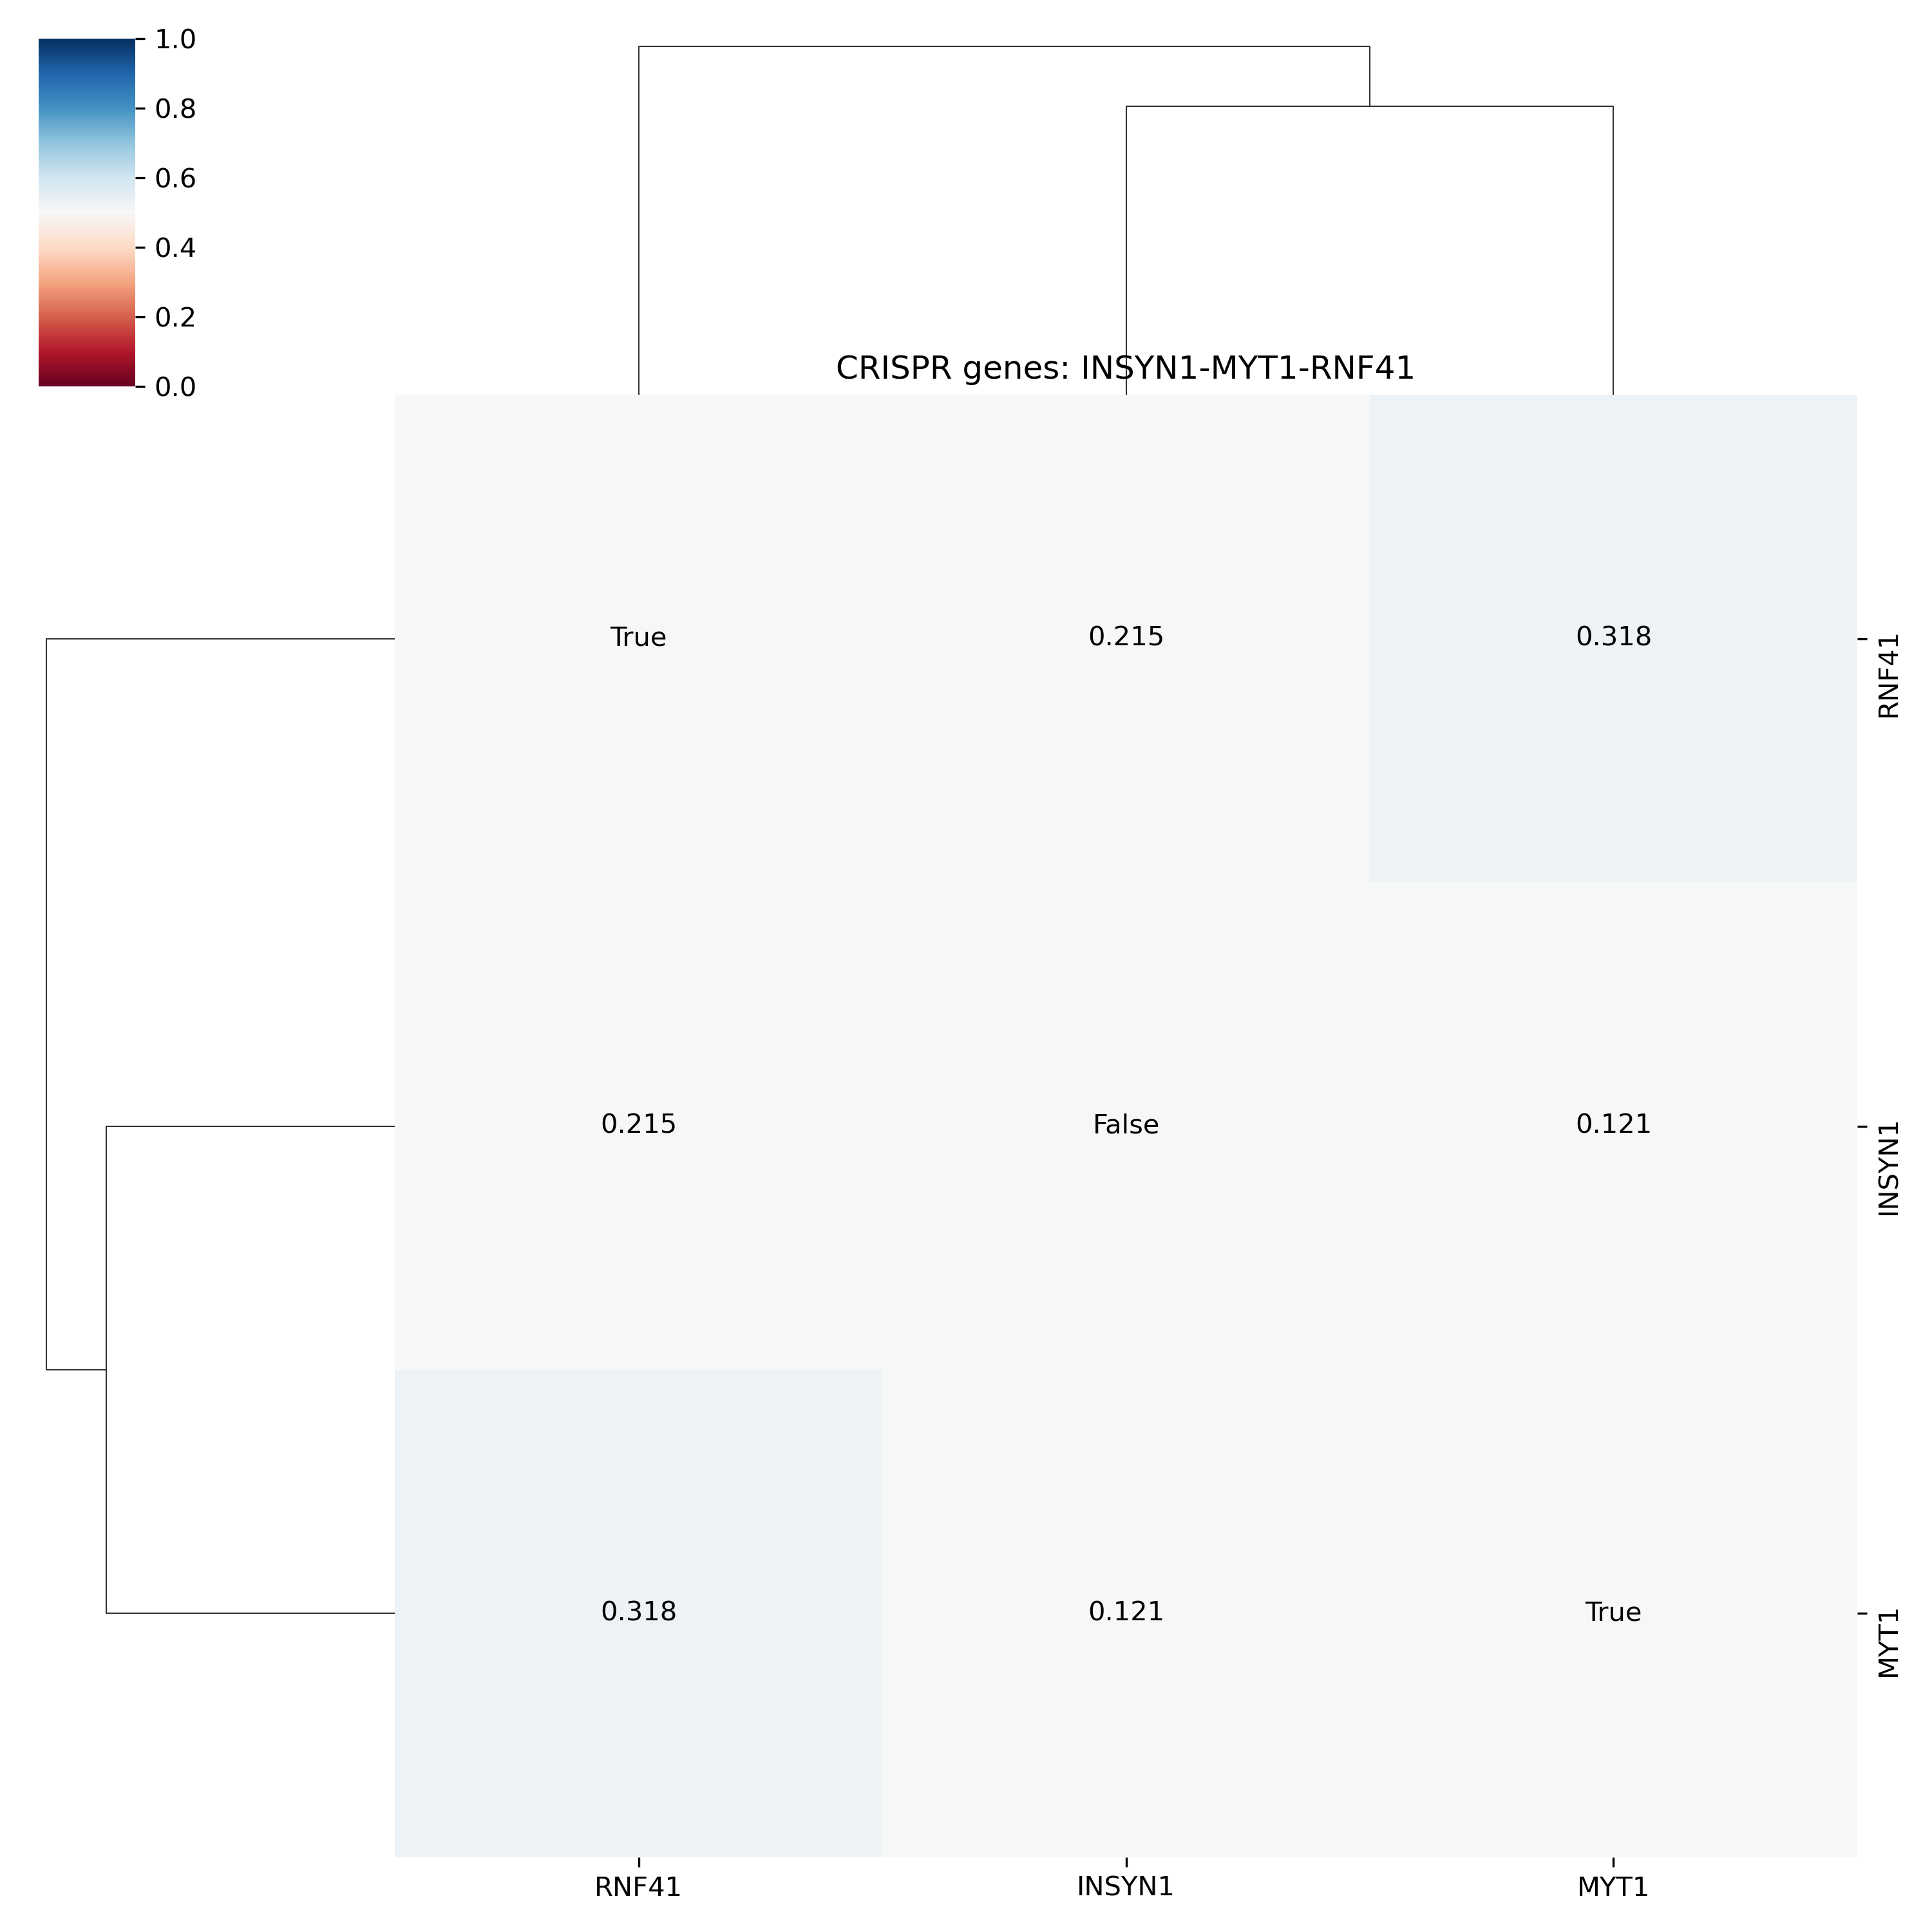 1.0
0.8
0.6
0.4
0.2
0.0
CRISPR genes: INSYN1-MYT1-RNF41
True 0.215 0.318
RNF41
0.215 False 0.121
INSYN1
0.318 0.121 True
MYT1
RNF41 INSYN1 MYT1